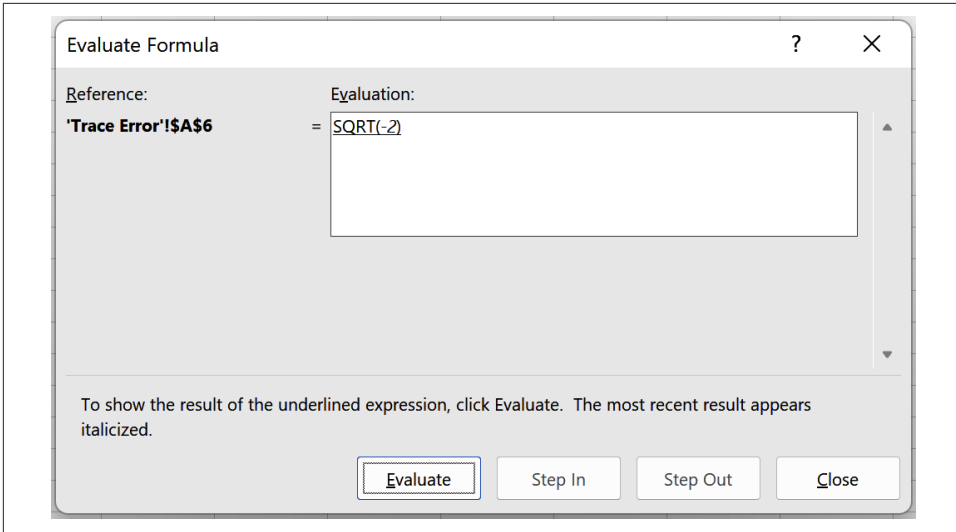 Evaluate Formula ? ✕
Reference: Evaluation:
'Trace Error'!$A$6 = SQRT(-2)
To show the result of the underlined expression, click Evaluate.  The most recent result appears
italicized.
Evaluate Step In Step Out Close